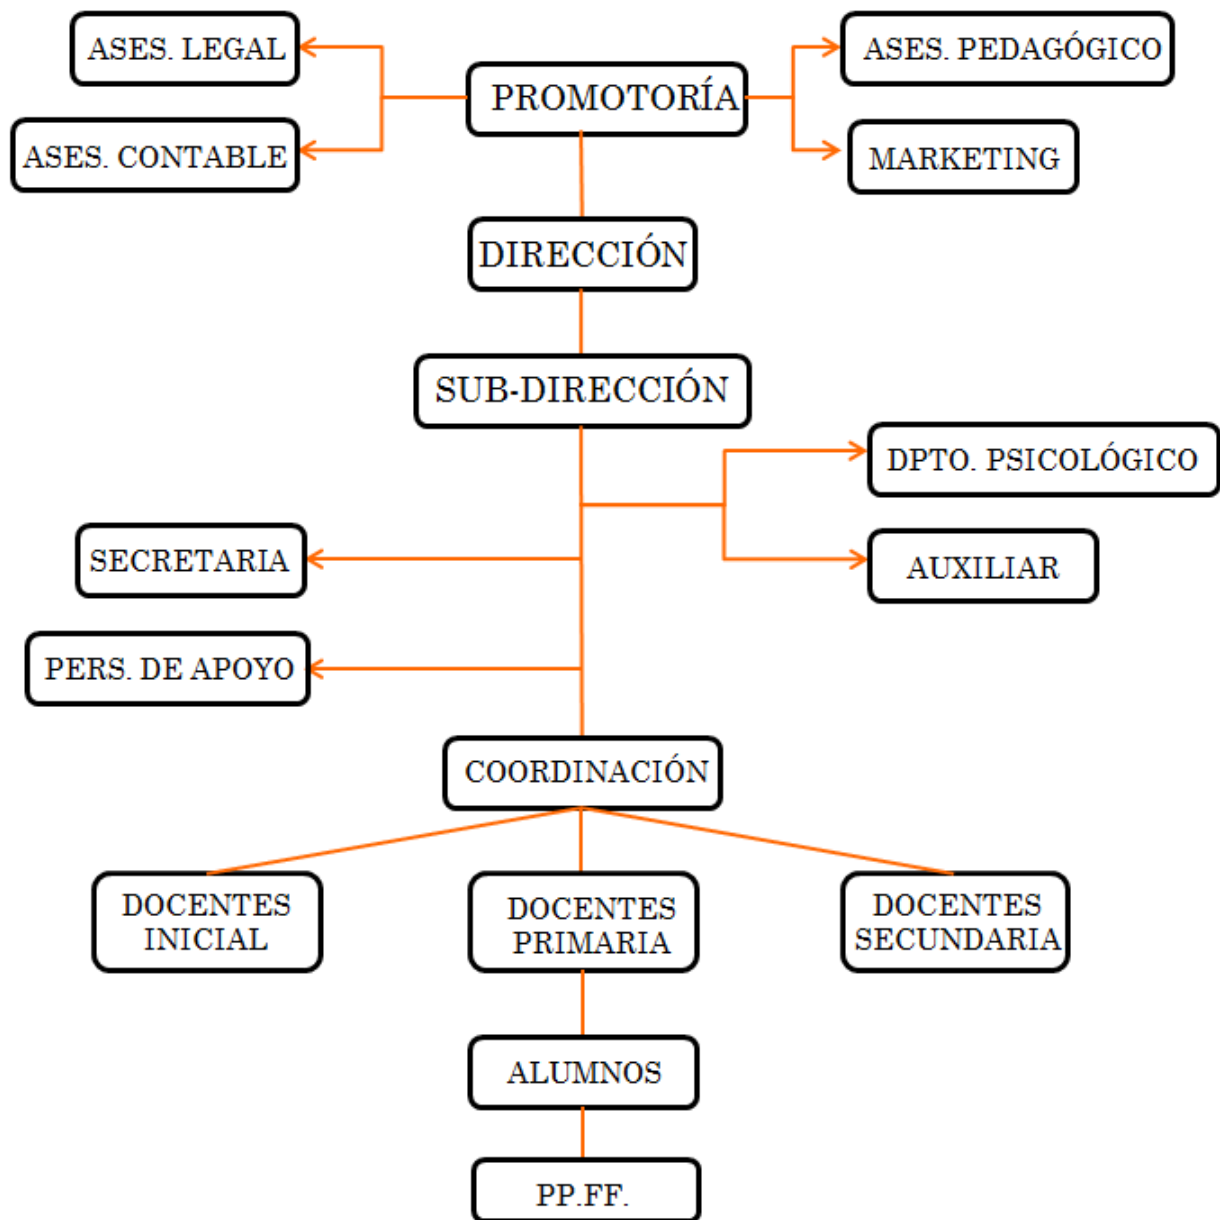 ASES. LEGAL
PROMOTORÍA
ASES. PEDAGÓGICO
ASES. CONTABLE
MARKETING
DIRECCIÓN
SUB-DIRECCIÓN
DPTO. PSICOLÓGICO
SECRETARIA
AUXILIAR
PERS. DE APOYO
COORDINACIÓN
DOCENTES
INICIAL
DOCENTES
PRIMARIA
DOCENTES
SECUNDARIA
ALUMNOS
PP.FF.